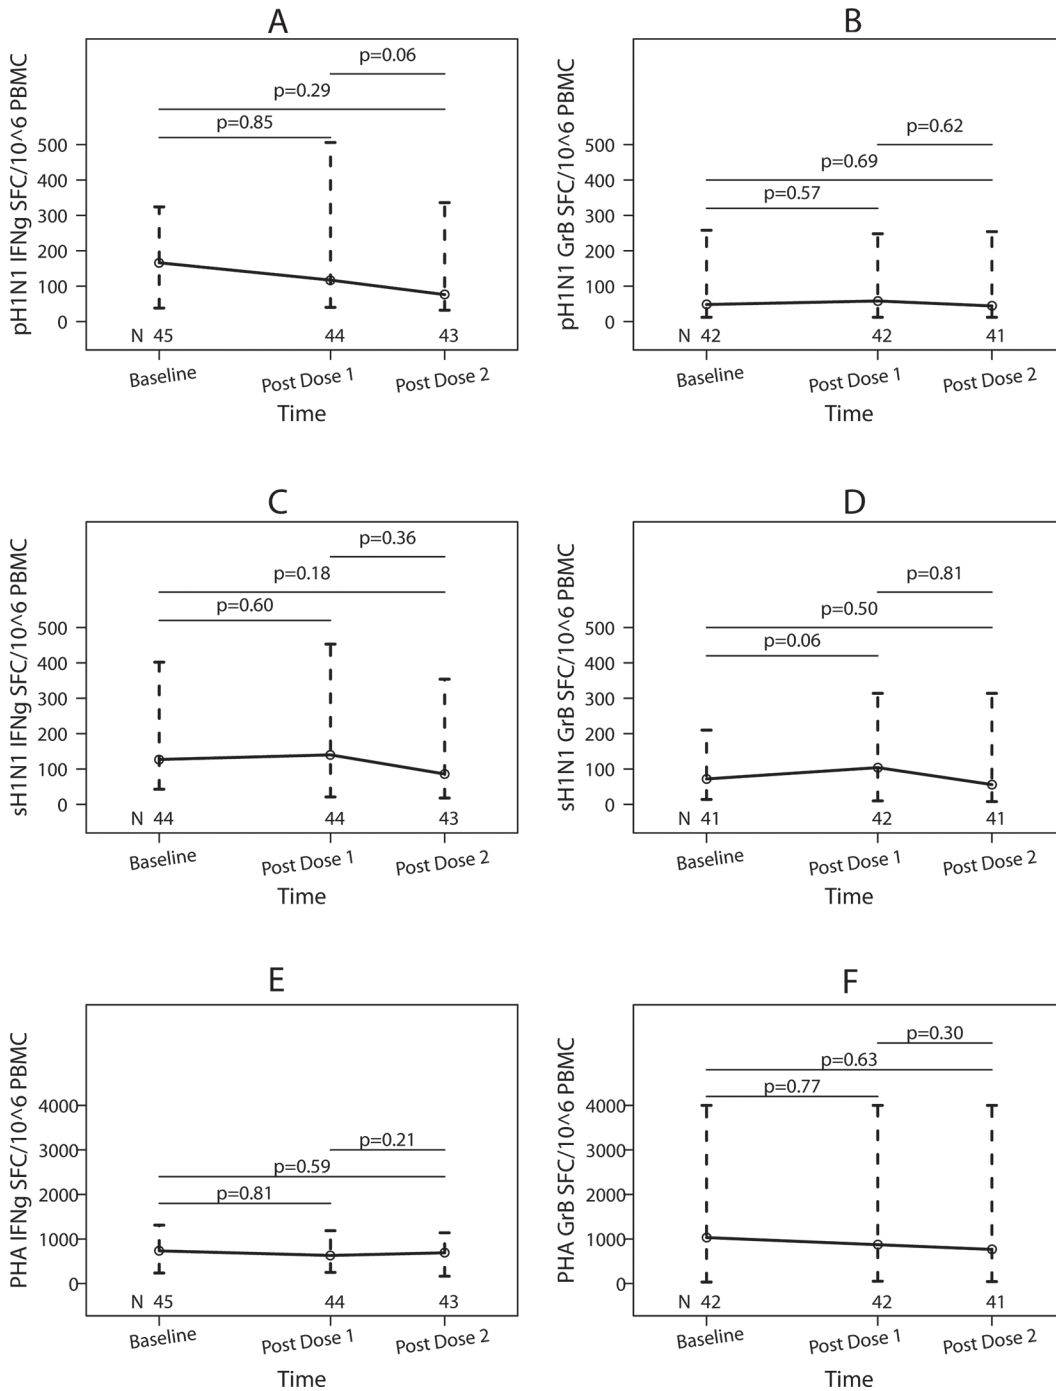 A
pH1N1 IFNg SFC/10^6 PBMC
p=0.06
p=0.29
p=0.85
500
400
300
200
100
0
N 45 44 43
Baseline Post Dose 1 Post Dose 2
Time
B
pH1N1 GrB SFC/10^6 PBMC
p=0.62
p=0.69
p=0.57
500
400
300
200
100
0
N 42 42 41
Baseline Post Dose 1 Post Dose 2
Time
C
sH1N1 IFNg SFC/10^6 PBMC
p=0.36
p=0.18
p=0.60
500
400
300
200
100
0
N 44 44 43
Baseline Post Dose 1 Post Dose 2
Time
D
sH1N1 GrB SFC/10^6 PBMC
p=0.81
p=0.50
p=0.06
500
400
300
200
100
0
N 41 42 41
Baseline Post Dose 1 Post Dose 2
Time
E
PHA IFNg SFC/10^6 PBMC
p=0.21
p=0.59
p=0.81
4000
3000
2000
1000
0
N 45 44 43
Baseline Post Dose 1 Post Dose 2
Time
F
PHA GrB SFC/10^6 PBMC
p=0.30
p=0.63
p=0.77
4000
3000
2000
1000
0
N 42 42 41
Baseline Post Dose 1 Post Dose 2
Time